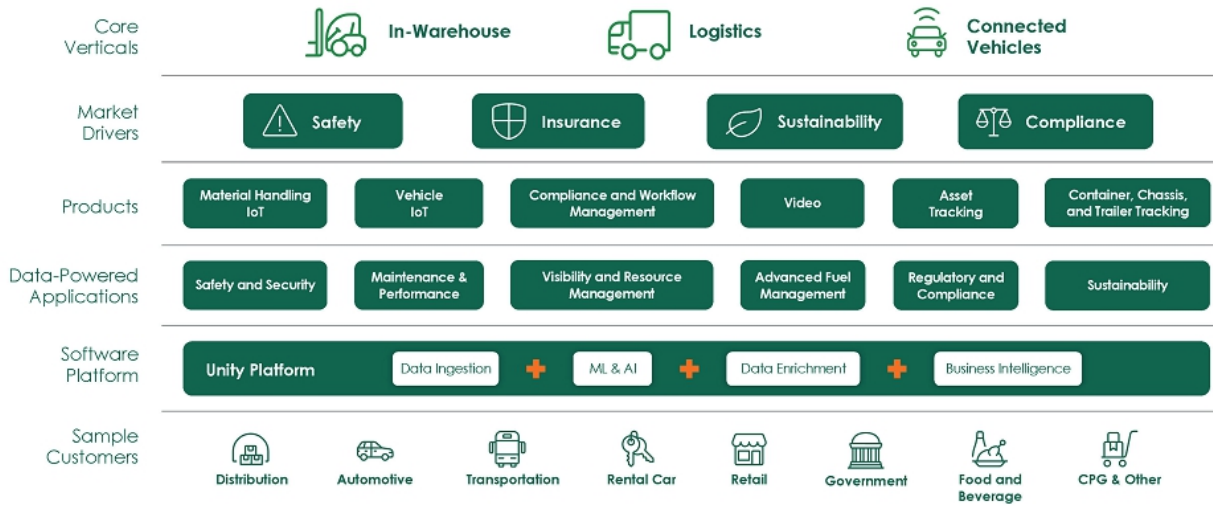 Core
Verticals
In-Warehouse
Logistics
Connected
Vehicles
Market
Drivers
Safety
Insurance
Sustainability
Compliance
Products
Material Handling
IoT
Vehicle
IoT
Compliance and Workflow
Management
Video
Asset
Tracking
Container, Chassis,
and Trailer Tracking
Data-Powered
Applications
Safety and Security
Maintenance &
Performance
Visibility and Resource
Management
Advanced Fuel
Management
Regulatory and
Compliance
Sustainability
Software
Platform
Unity Platform
Data Ingestion
ML & AI
Data Enrichment
Business Intelligence
Sample
Customers
Distribution
Automotive
Transportation
Rental Car
Retail
Government
Food and
Beverage
CPG & Other